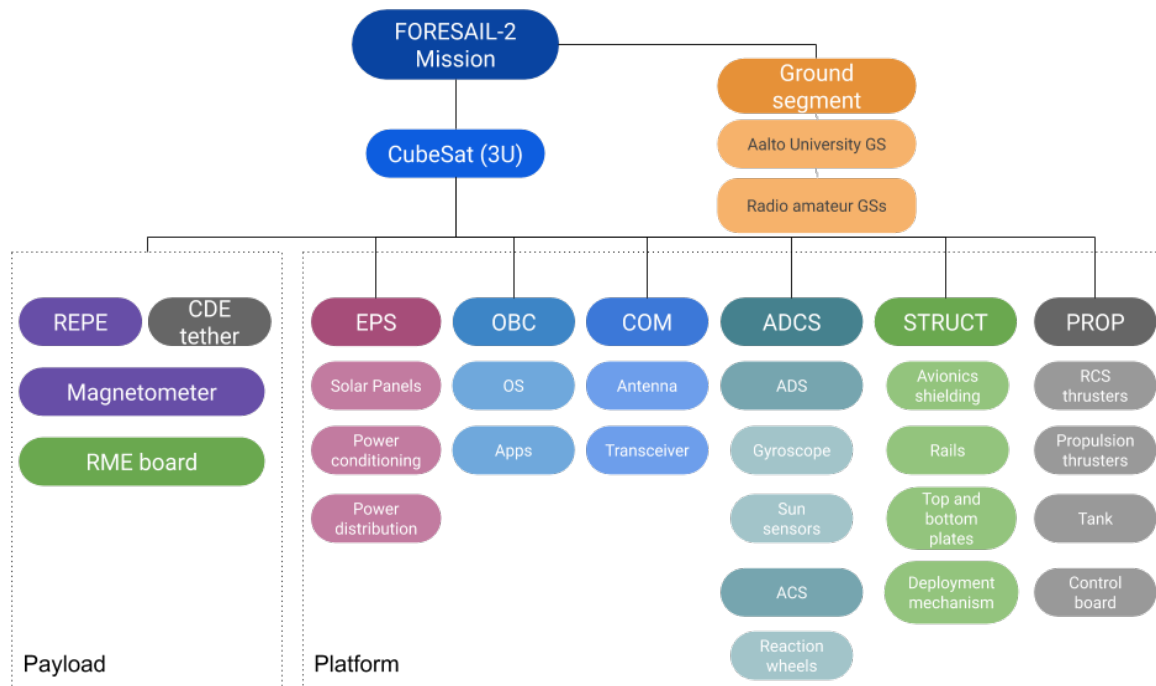 FORESAIL-2
Mission
Ground
segment
Aalto University GS
CubeSat (3U)
Radio amateur GSs
REPE
CDE
tether
Magnetometer
RME board
Payload
EPS
Solar Panels
Power
conditioning
Power
distribution
OBC
OS
Apps
COM
Antenna
Transceiver
ADCS
ADS
Gyroscope
Sun
sensors
ACS
Reaction
wheels
STRUCT
Avionics
shielding
Rails
Top and
bottom
plates
Deployment
mechanism
PROP
RCS
thrusters
Propulsion
thrusters
Tank
Control
board
Platform